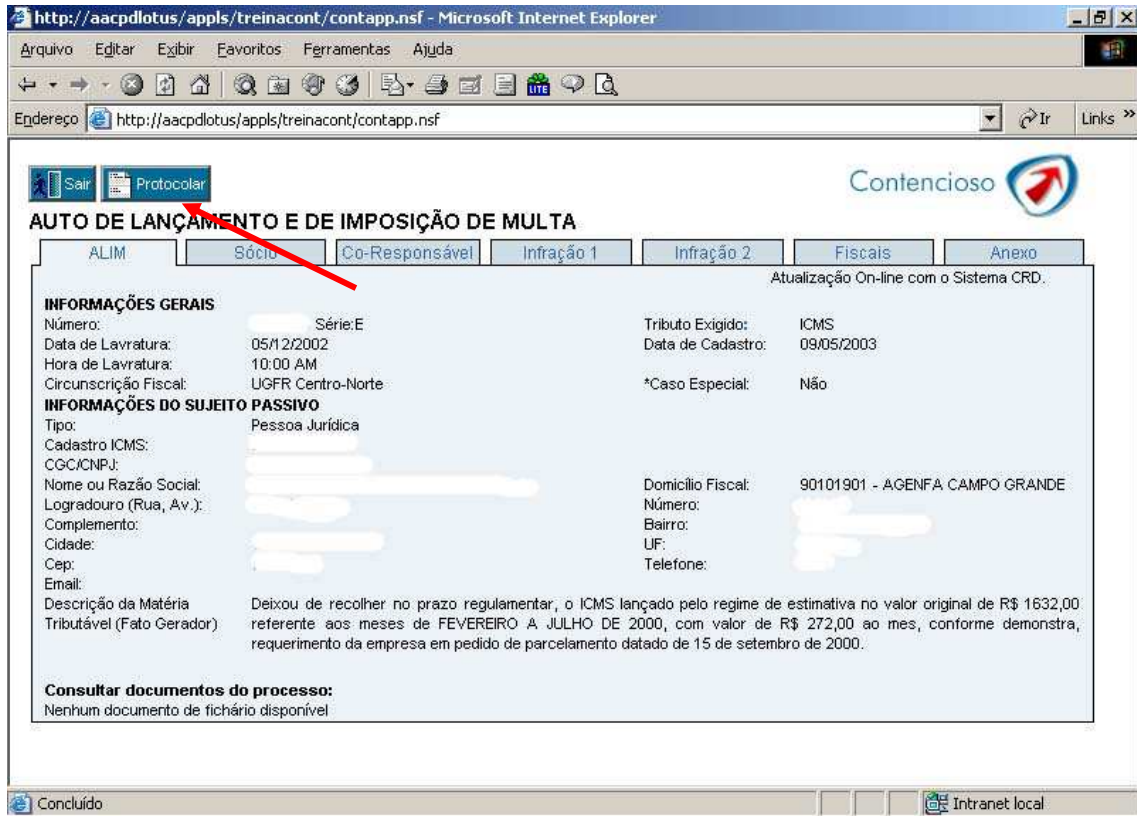 http://aacpdlotus/appls/treinacont/contapp.nsf - Microsoft Internet Explorer
Arquivo Editar Exibir Favoritos Ferramentas Ajuda
LITE
Endereço http://aacpdlotus/appls/treinacont/contapp.nsf Ir Links »
Sair Protocolar Contencioso
AUTO DE LANÇAMENTO E DE IMPOSIÇÃO DE MULTA
ALIM Sócio Co-Responsável Infração 1 Infração 2 Fiscais Anexo
Atualização On-line com o Sistema CRD.
INFORMAÇÕES GERAIS
Número: Série:E Tributo Exigido: ICMS
Data de Lavratura: 05/12/2002 Data de Cadastro: 09/05/2003
Hora de Lavratura: 10:00 AM
Circunscrição Fiscal: UGFR Centro-Norte *Caso Especial: Não
INFORMAÇÕES DO SUJEITO PASSIVO
Tipo: Pessoa Jurídica
Cadastro ICMS:
CGC/CNPJ:
Nome ou Razão Social: Domicílio Fiscal: 90101901 - AGENFA CAMPO GRANDE
Logradouro (Rua, Av.): Número:
Complemento: Bairro:
Cidade: UF:
Cep: Telefone:
Email:
Descrição da Matéria Deixou de recolher no prazo regulamentar, o ICMS lançado pelo regime de estimativa no valor original de R$ 1632,00
Tributável (Fato Gerador) referente aos meses de FEVEREIRO A JULHO DE 2000, com valor de R$ 272,00 ao mes, conforme demonstra,
requerimento da empresa em pedido de parcelamento datado de 15 de setembro de 2000.
Consultar documentos do processo:
Nenhum documento de fichário disponível
Concluído Intranet local